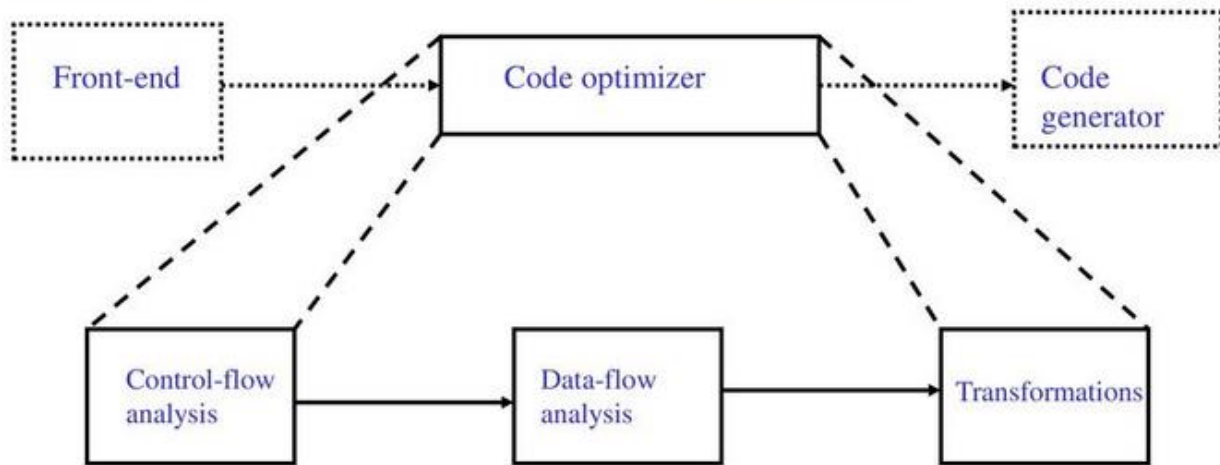 Front-end
Code optimizer
Code
generator
Control-flow
analysis
Data-flow
analysis
Transformations